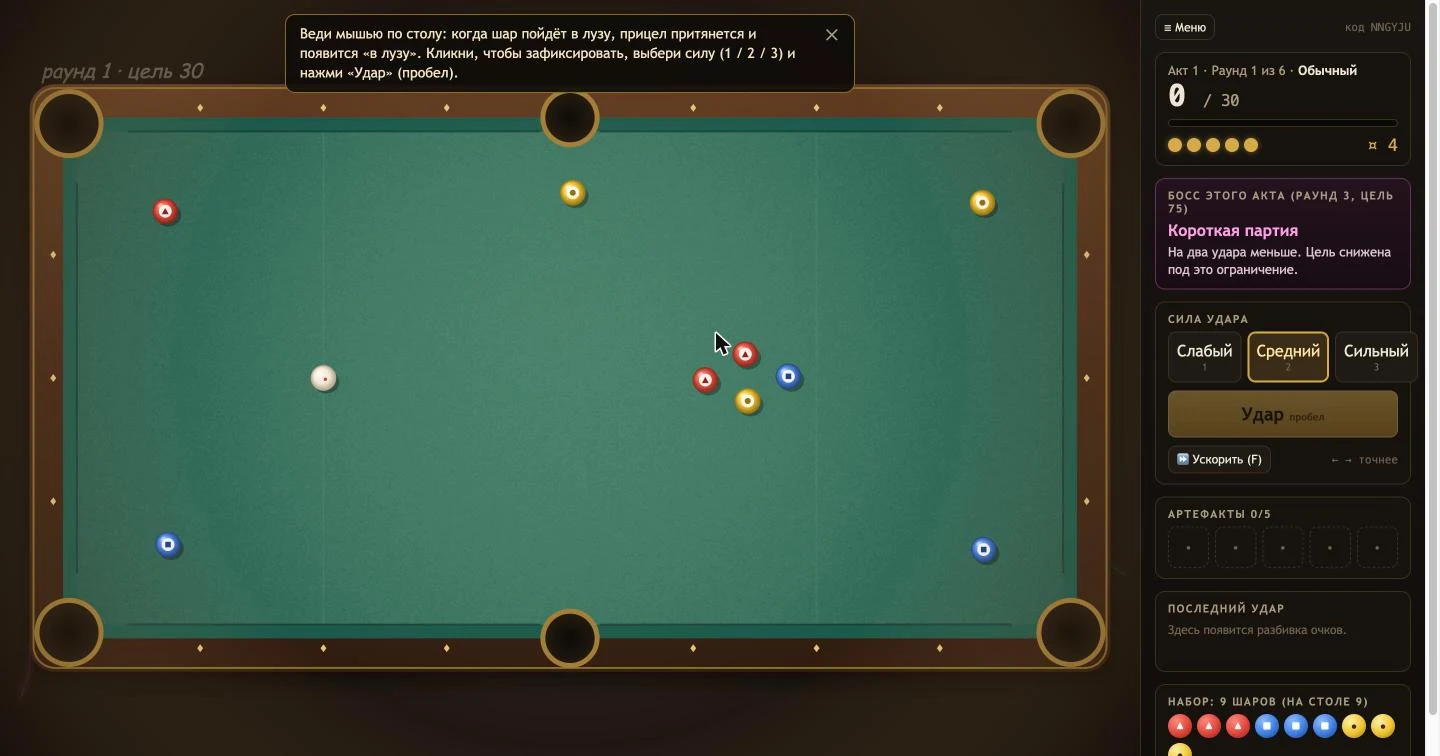 Веди мышью по столу: когда шар пойдёт в лузу, прицел притянется и
появится «в лузу». Кликни, чтобы зафиксировать, выбери силу (1 / 2 / 3) и
нажми «Удар» (пробел).
раунд 1 · цель 30
≡ Меню
код NNGYJU
Акт 1 · Раунд 1 из 6 · Обычный
0 / 30
¤ 4
БОСС ЭТОГО АКТА (РАУНД 3, ЦЕЛЬ
75)
Короткая партия
На два удара меньше. Цель снижена
под это ограничение.
СИЛА УДАРА
Слабый
1
Средний
2
Сильный
3
Удар пробел
Ускорить (F)
← → точнее
АРТЕФАКТЫ 0/5
ПОСЛЕДНИЙ УДАР
Здесь появится разбивка очков.
НАБОР: 9 ШАРОВ (НА СТОЛЕ 9)